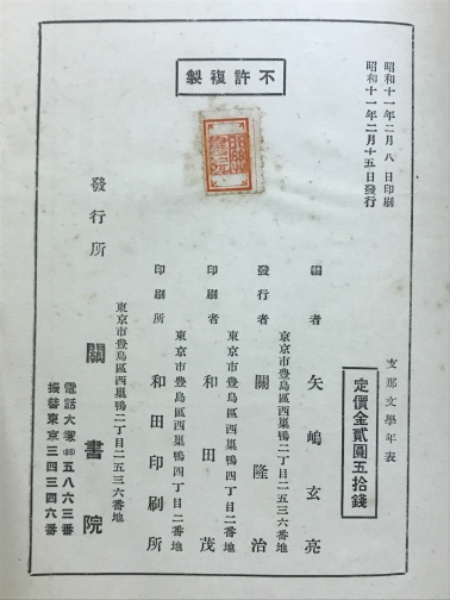 昭和十一年二月八日印刷
昭和十一年二月十五日發行
不許複製
支那文學年表
定價金貳圓五拾錢
編者 矢嶋玄亮
東京市豊島區西巣鴨二丁目二五三六番地
發行者 關隆治
東京市豊島區西巣鴨四丁目二番地
印刷者 和田茂
東京市豊島區西巣鴨四丁目二番地
印刷所 和田印刷所
東京市豊島區西巣鴨二丁目二五三六番地
發行所 關書院
電話大塚(86)五八六三番
振替東京三四三四六番